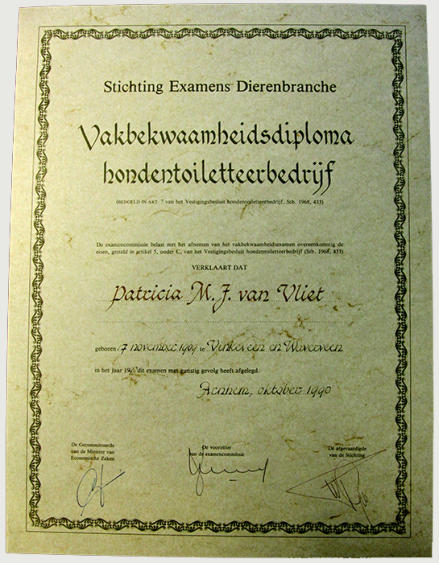 Stichting Examens Dierenbranche
Vakbekwaamheidsdiploma
hondentoiletteerbedrijf
(BEDOELD IN ART. 7 van het Vestigingsbesluit hondentoiletteerbedrijf, Stb. 1968, 433)
De examencommissie belast met het afnemen van het vakbekwaamheidsexamen overeenkomstig de
eisen, gesteld in artikel 5, onder C, van het Vestigingsbesluit hondentoiletteerbedrijf (Stb. 1968, 433)
VERKLAART DAT
Patricia M. J. van Vliet
geboren 7 november te Vinkeveen en Waverveen
in het jaar dit examen met gunstig gevolg heeft afgelegd.
Arnhem, oktober 1990
De Gecommitteerde
van de Minister van
Economische Zaken
De voorzitter
van de examencommissie
De afgevaardigde
van de Stichting